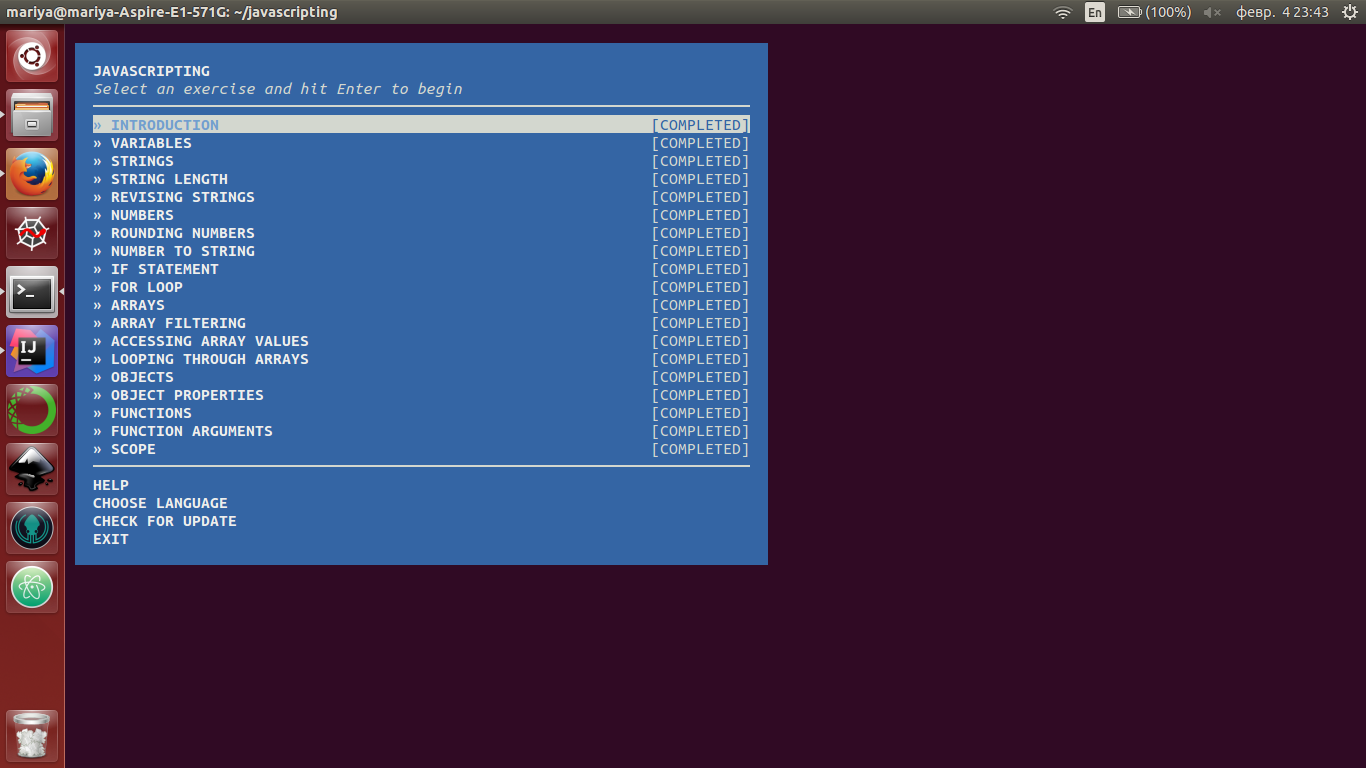 mariya@mariya-Aspire-E1-571G: ~/javascripting En (100%) февр. 4 23:43
JAVASCRIPTING
Select an exercise and hit Enter to begin
» INTRODUCTION [COMPLETED]
» VARIABLES [COMPLETED]
» STRINGS [COMPLETED]
» STRING LENGTH [COMPLETED]
» REVISING STRINGS [COMPLETED]
» NUMBERS [COMPLETED]
» ROUNDING NUMBERS [COMPLETED]
» NUMBER TO STRING [COMPLETED]
» IF STATEMENT [COMPLETED]
» FOR LOOP [COMPLETED]
» ARRAYS [COMPLETED]
» ARRAY FILTERING [COMPLETED]
» ACCESSING ARRAY VALUES [COMPLETED]
» LOOPING THROUGH ARRAYS [COMPLETED]
» OBJECTS [COMPLETED]
» OBJECT PROPERTIES [COMPLETED]
» FUNCTIONS [COMPLETED]
» FUNCTION ARGUMENTS [COMPLETED]
» SCOPE [COMPLETED]
HELP
CHOOSE LANGUAGE
CHECK FOR UPDATE
EXIT
>_
IJ